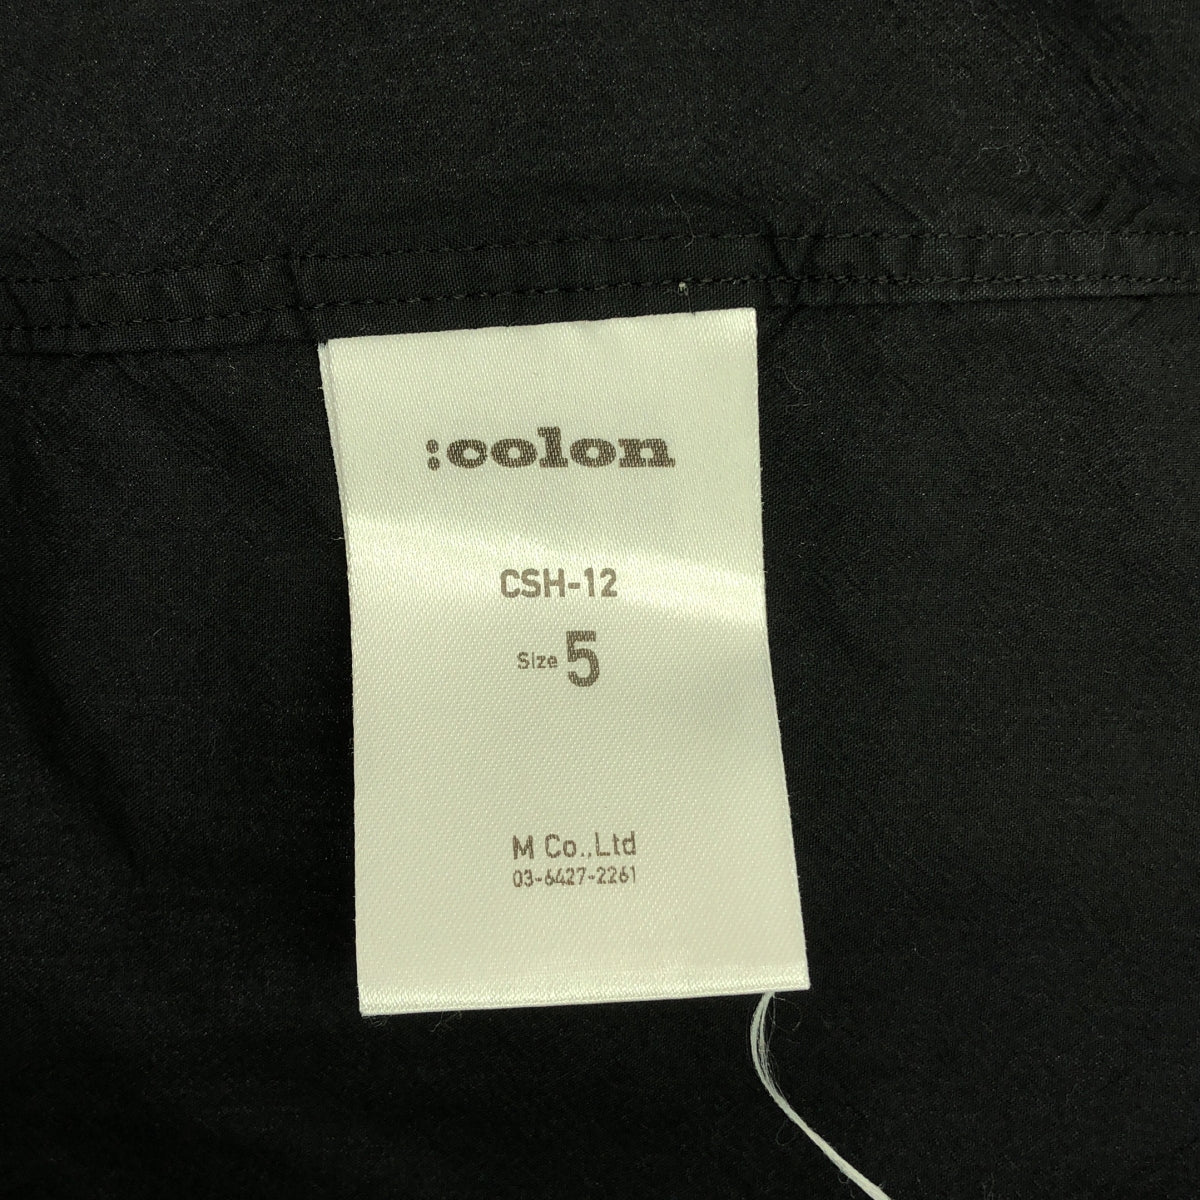 :colon
CSH-12
Size 5
M Co.,Ltd
03-6427-2261